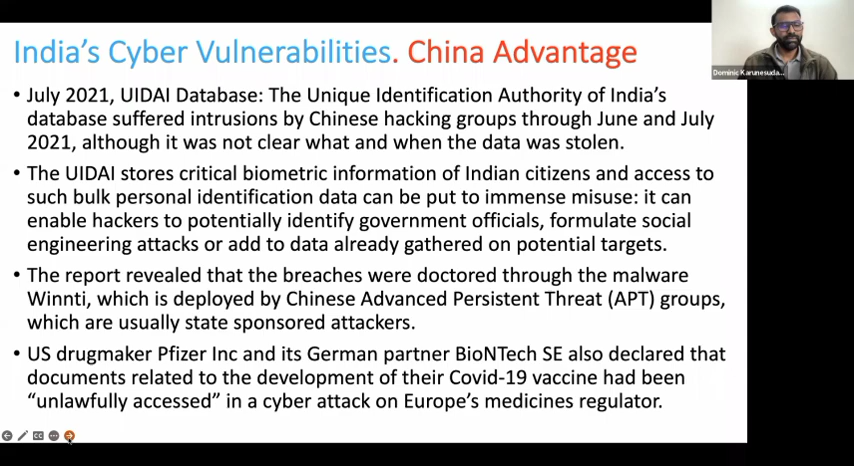 India's Cyber Vulnerabilities. China Advantage
• July 2021, UIDAI Database: The Unique Identification Authority of India's
database suffered intrusions by Chinese hacking groups through June and July
2021, although it was not clear what and when the data was stolen.
• The UIDAI stores critical biometric information of Indian citizens and access to
such bulk personal identification data can be put to immense misuse: it can
enable hackers to potentially identify government officials, formulate social
engineering attacks or add to data already gathered on potential targets.
• The report revealed that the breaches were doctored through the malware
Winnti, which is deployed by Chinese Advanced Persistent Threat (APT) groups,
which are usually state sponsored attackers.
• US drugmaker Pfizer Inc and its German partner BioNTech SE also declared that
documents related to the development of their Covid-19 vaccine had been
“unlawfully accessed” in a cyber attack on Europe's medicines regulator.
Dominic Karunesuda...
CC